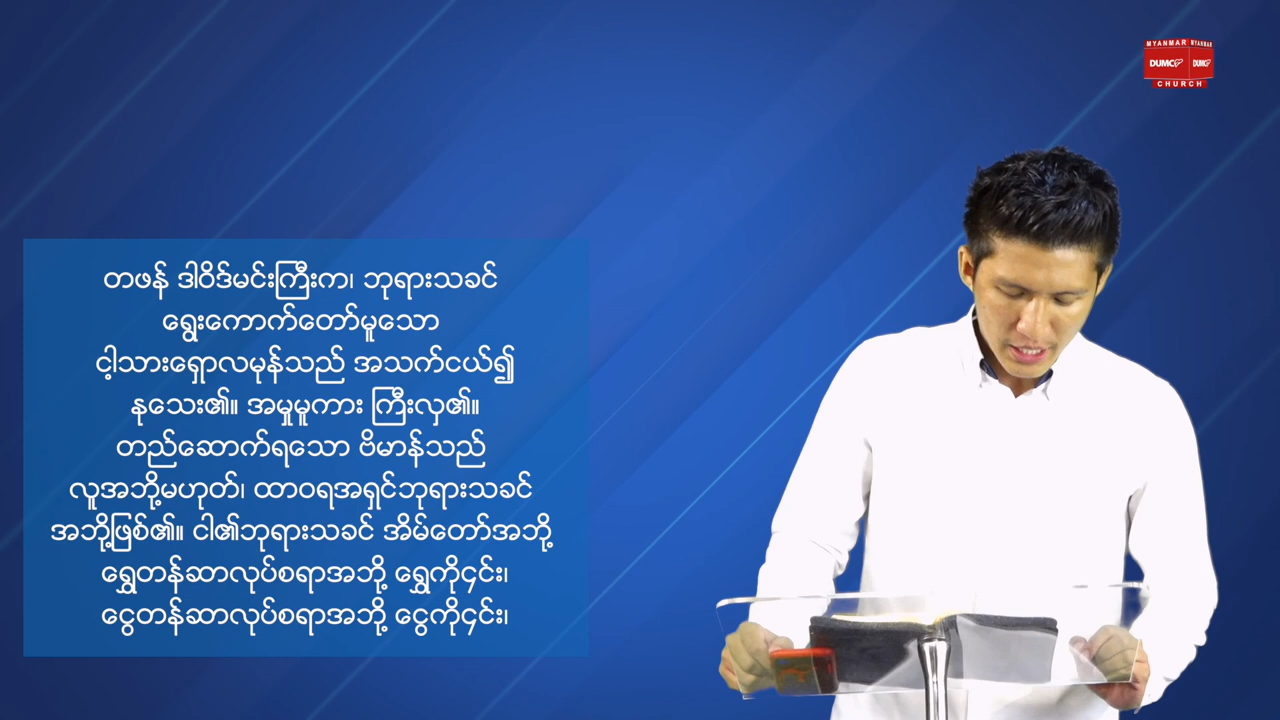 MYANMAR MYANMAR
DUMC DUMC
CHURCH
တဖန် ဒါဝိဒ်မင်းကြီးက၊ ဘုရားသခင်
ရွေးကောက်တော်မူသော
ငါ့သားရှောလမုန်သည် အသက်ငယ်၍
နုသေး၏။ အမှုမူကား ကြီးလှ၏။
တည်ဆောက်ရသော ဗိမာန်သည်
လူအဘို့မဟုတ်၊ ထာဝရအရှင်ဘုရားသခင်
အဘို့ဖြစ်၏။ ငါ၏ဘုရားသခင် အိမ်တော်အဘို့
ရွှေတန်ဆာလုပ်စရာအဘို့ ရွှေကို၎င်း၊
ငွေတန်ဆာလုပ်စရာအဘို့ ငွေကို၎င်း၊